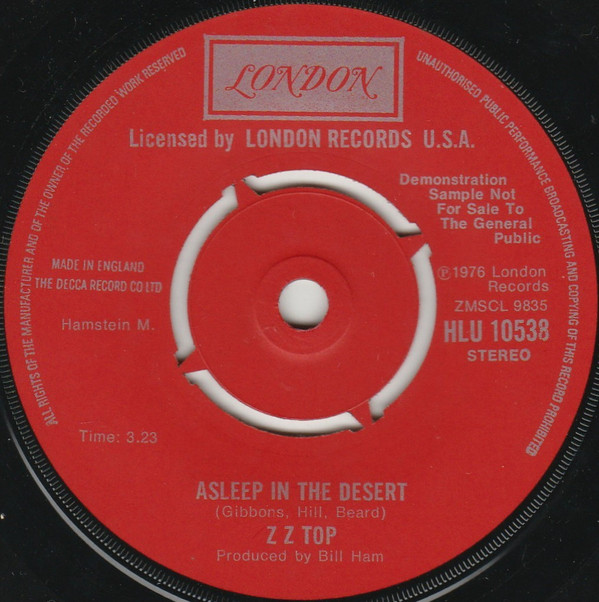 LONDON
Licensed by LONDON RECORDS U.S.A.
ALL RIGHTS OF THE MANUFACTURER AND OF THE OWNER OF THE RECORDED WORK RESERVED
UNAUTHORISED PUBLIC PERFORMANCE BROADCASTING AND COPYING OF THIS RECORD PROHIBITED
Demonstration
Sample Not
For Sale To
The General
Public
MADE IN ENGLAND
THE DECCA RECORD CO LTD
Hamstein M.
℗1976 London
Records
ZMSCL 9835
HLU 10538
STEREO
Time: 3.23
ASLEEP IN THE DESERT
(Gibbons, Hill, Beard)
Z Z TOP
Produced by Bill Ham